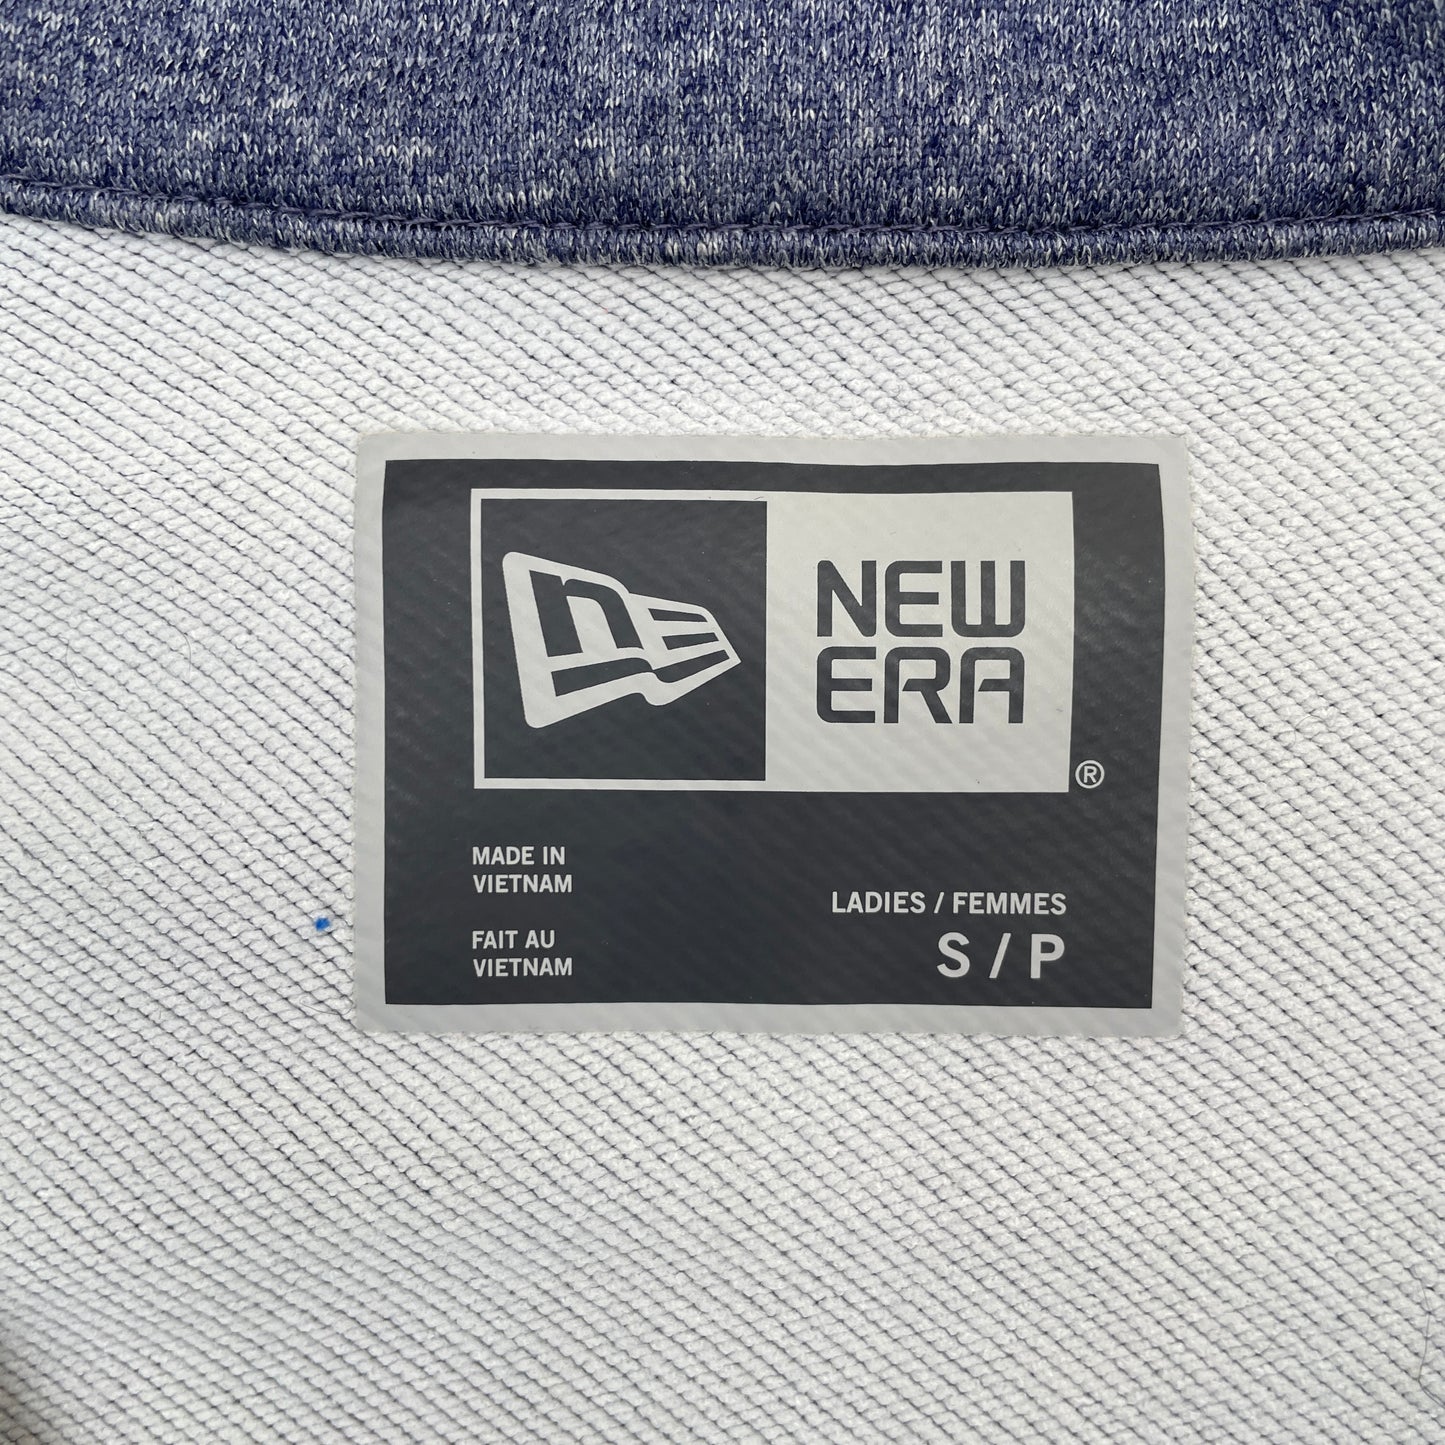 NEW
ERA
®
MADE IN
VIETNAM
FAIT AU
VIETNAM
LADIES / FEMMES
S / P